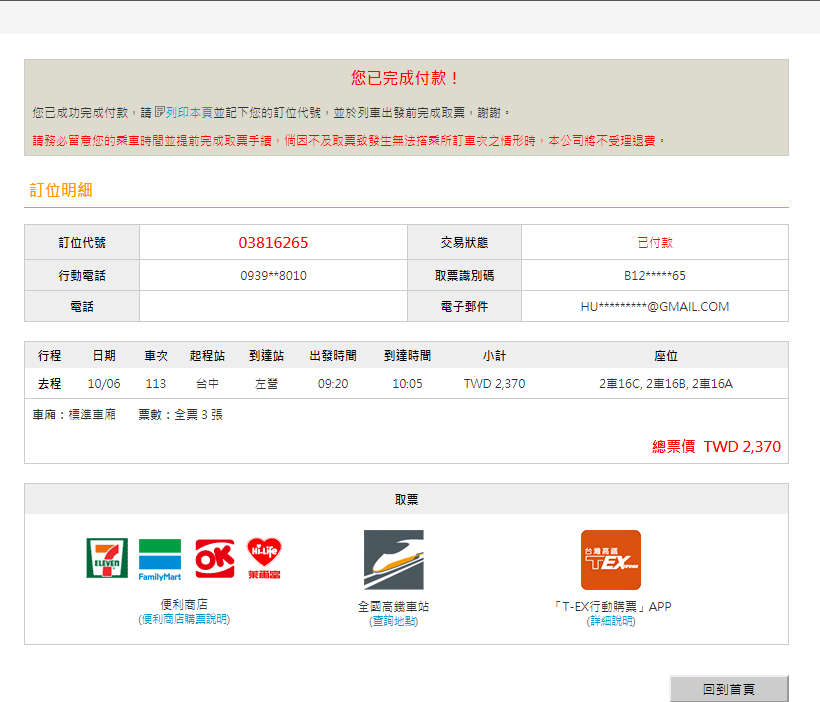 您已完成付款！
您已成功完成付款，請列印本頁並記下您的訂位代號，並於列車出發前完成取票，謝謝。
請務必留意您的乘車時間並提前完成取票手續，倘因不及取票致發生無法搭乘所訂車次之情形時，本公司將不受理退費。
訂位明細
訂位代號 03816265 交易狀態 已付款
行動電話 0939**8010 取票識別碼 B12*****65
電話 電子郵件 HU*********@GMAIL.COM
行程 日期 車次 起程站 到達站 出發時間 到達時間 小計 座位
去程 10/06 113 台中 左營 09:20 10:05 TWD 2,370 2車16C, 2車16B, 2車16A
車廂：標準車廂 票數：全票 3 張
總票價 TWD 2,370
取票
7 ELEVEN FamilyMart OK Hi-Life 萊爾富 台灣高鐵 TEX press
便利商店 全國高鐵車站 「T-EX行動購票」APP
(便利商店購票說明) (查詢地點) (詳細說明)
回到首頁